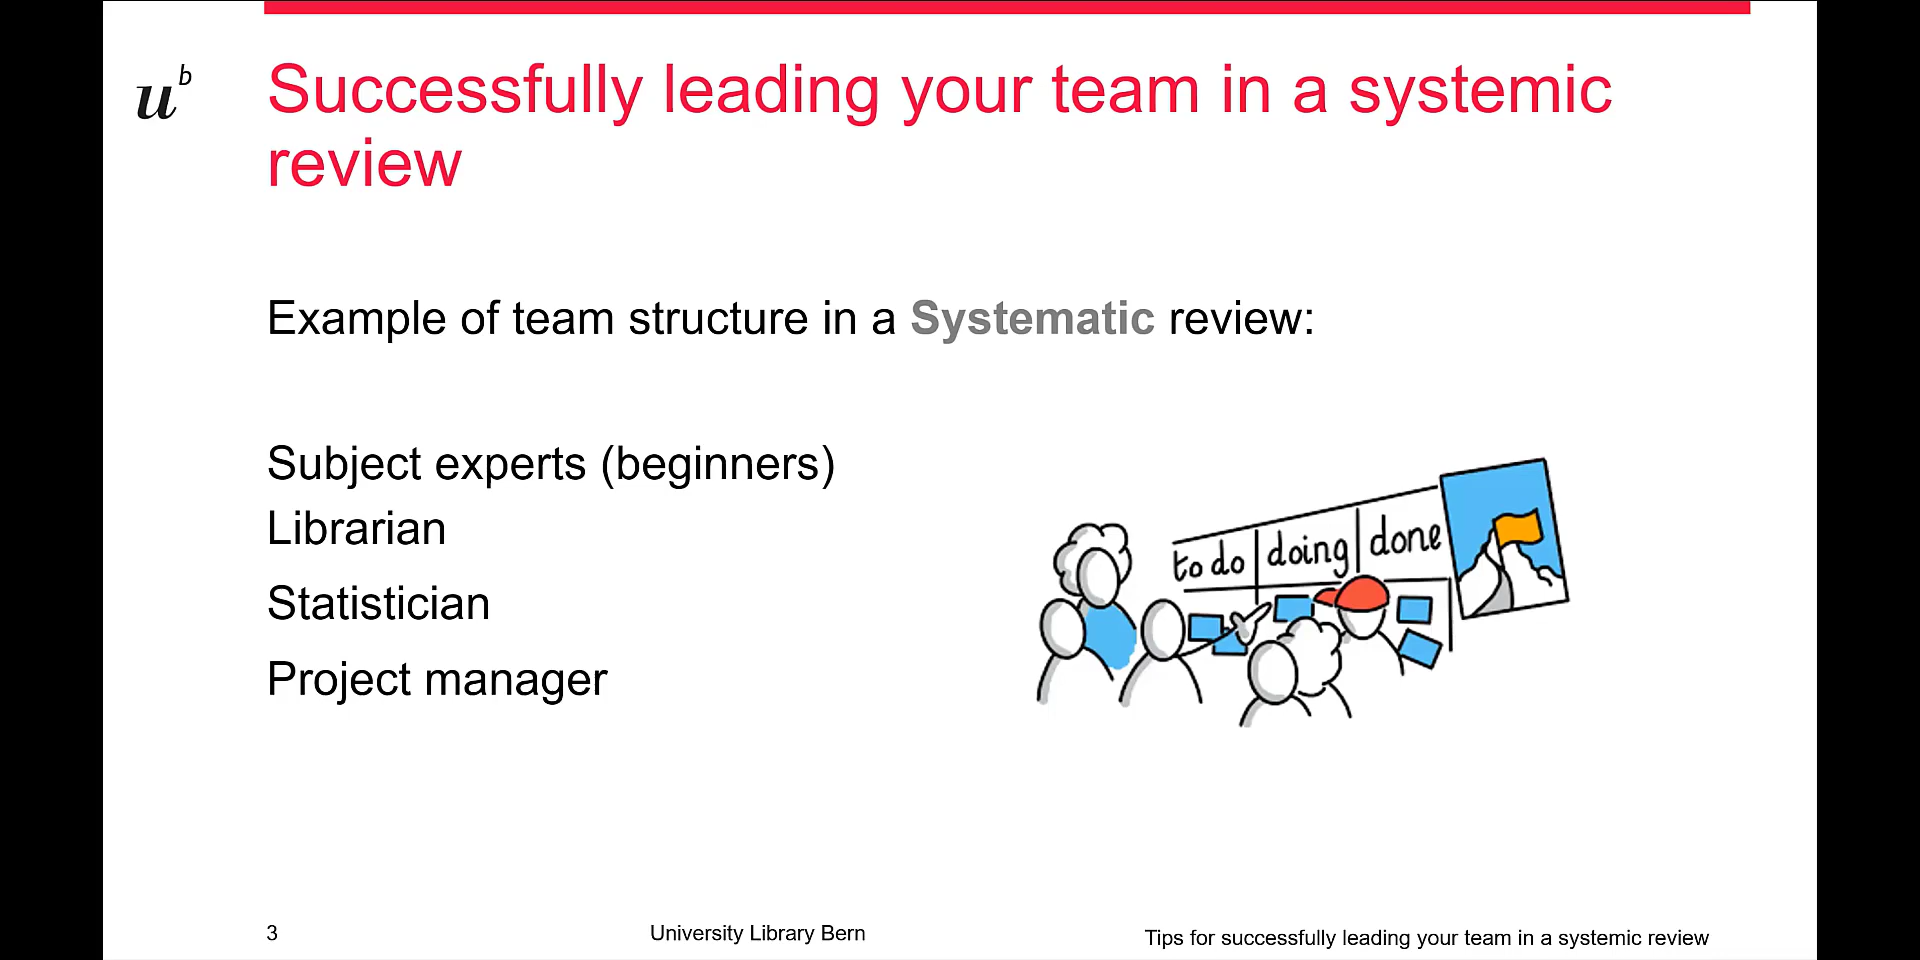 u b
Successfully leading your team in a systemic
review
Example of team structure in a Systematic review:
Subject experts (beginners)
Librarian
Statistician
Project manager
to do doing done
3 University Library Bern Tips for successfully leading your team in a systemic review